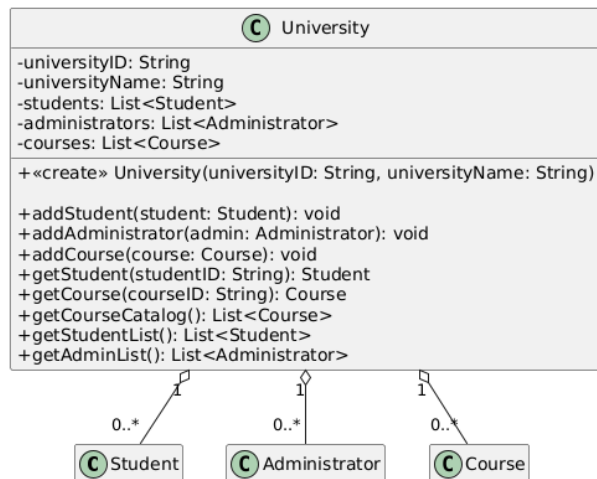 C University
-universityID: String
-universityName: String
-students: List<Student>
-administrators: List<Administrator>
-courses: List<Course>
+«create» University(universityID: String, universityName: String)
+addStudent(student: Student): void
+addAdministrator(admin: Administrator): void
+addCourse(course: Course): void
+getStudent(studentID: String): Student
+getCourse(courseID: String): Course
+getCourseCatalog(): List<Course>
+getStudentList(): List<Student>
+getAdminList(): List<Administrator>
1 1 1
0..* 0..* 0..*
C Student C Administrator C Course